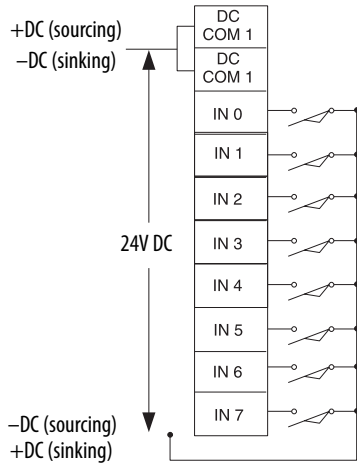 DC
COM 1
+DC (sourcing)
–DC (sinking)
DC
COM 1
IN 0
IN 1
IN 2
24V DC
IN 3
IN 4
IN 5
IN 6
–DC (sourcing)
+DC (sinking)
IN 7